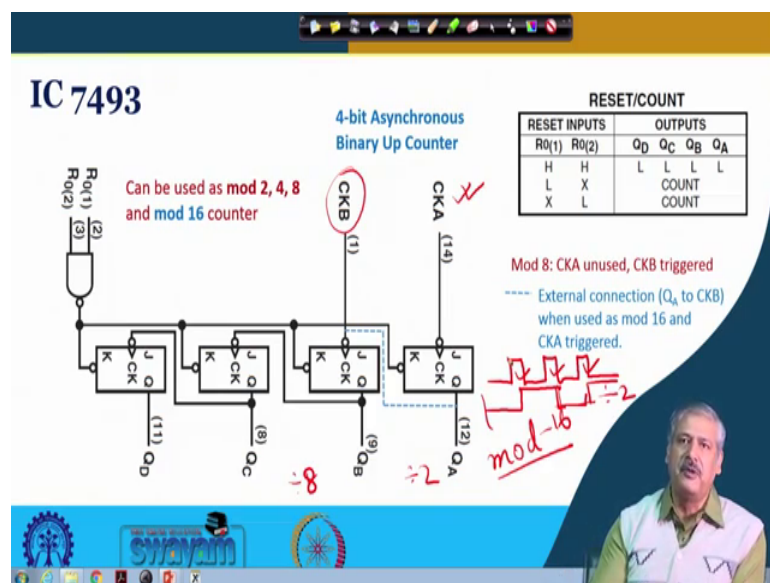 IC 7493
4-bit Asynchronous
Binary Up Counter
RESET/COUNT
RESET INPUTS OUTPUTS
R0(1) R0(2) QD QC QB QA
H H L L L L
L X COUNT
X L COUNT
R0(1)
R0(2)
(3) (2)
Can be used as mod 2, 4, 8
and mod 16 counter
CKB
(1)
CKA
(14)
Mod 8: CKA unused, CKB triggered
External connection (QA to CKB)
when used as mod 16 and
CKA triggered.
K CK J Q
K CK J Q
K CK J Q
K CK J Q
(11)
QD
(8)
QC
(9)
QB
(12)
QA
÷8
÷2
÷2
mod-16
swayam